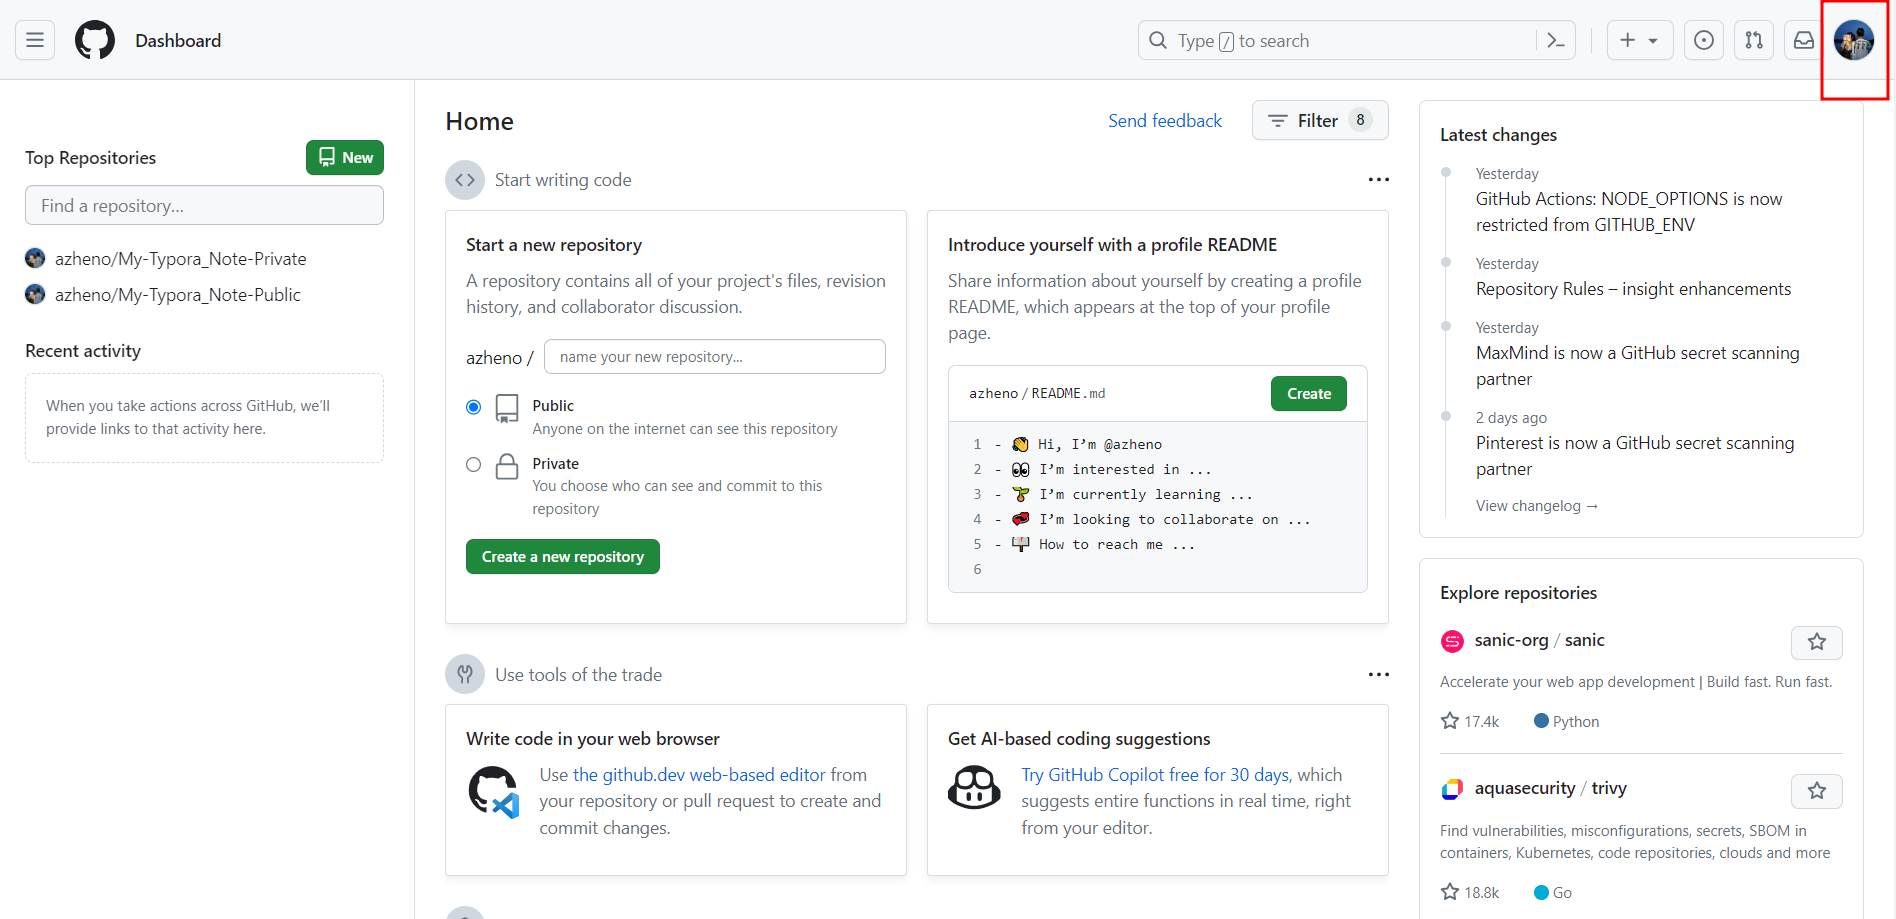 Dashboard
Type / to search
Top Repositories
New
Find a repository...
azheno/My-Typora_Note-Private
azheno/My-Typora_Note-Public
Recent activity
When you take actions across GitHub, we'll
provide links to that activity here.
Home
Send feedback
Filter 8
Start writing code
Start a new repository
A repository contains all of your project's files, revision
history, and collaborator discussion.
azheno / name your new repository...
Public
Anyone on the internet can see this repository
Private
You choose who can see and commit to this
repository
Create a new repository
Introduce yourself with a profile README
Share information about yourself by creating a profile
README, which appears at the top of your profile
page.
azheno / README.md
Create
1 - 👋 Hi, I’m @azheno
2 - 👀 I’m interested in ...
3 - 🌱 I’m currently learning ...
4 - 💞️ I’m looking to collaborate on ...
5 - 📫 How to reach me ...
6
Use tools of the trade
Write code in your web browser
Use the github.dev web-based editor from
your repository or pull request to create and
commit changes.
Get AI-based coding suggestions
Try GitHub Copilot free for 30 days, which
suggests entire functions in real time, right
from your editor.
Latest changes
Yesterday
GitHub Actions: NODE_OPTIONS is now
restricted from GITHUB_ENV
Yesterday
Repository Rules – insight enhancements
Yesterday
MaxMind is now a GitHub secret scanning
partner
2 days ago
Pinterest is now a GitHub secret scanning
partner
View changelog →
Explore repositories
sanic-org / sanic
Accelerate your web app development | Build fast. Run fast.
17.4k Python
aquasecurity / trivy
Find vulnerabilities, misconfigurations, secrets, SBOM in
containers, Kubernetes, code repositories, clouds and more
18.8k Go